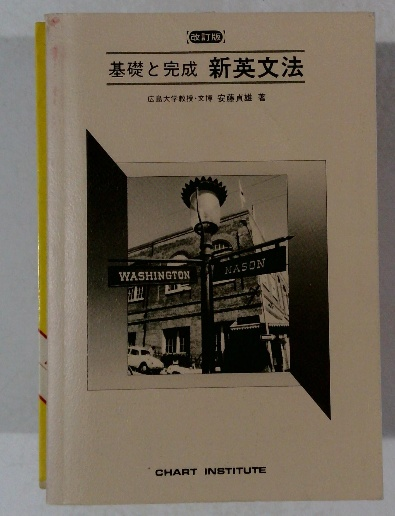 【改訂版】
基礎と完成 新英文法
広島大学教授・文博 安藤貞雄 著
WASHINGTON
MASON
CHART INSTITUTE